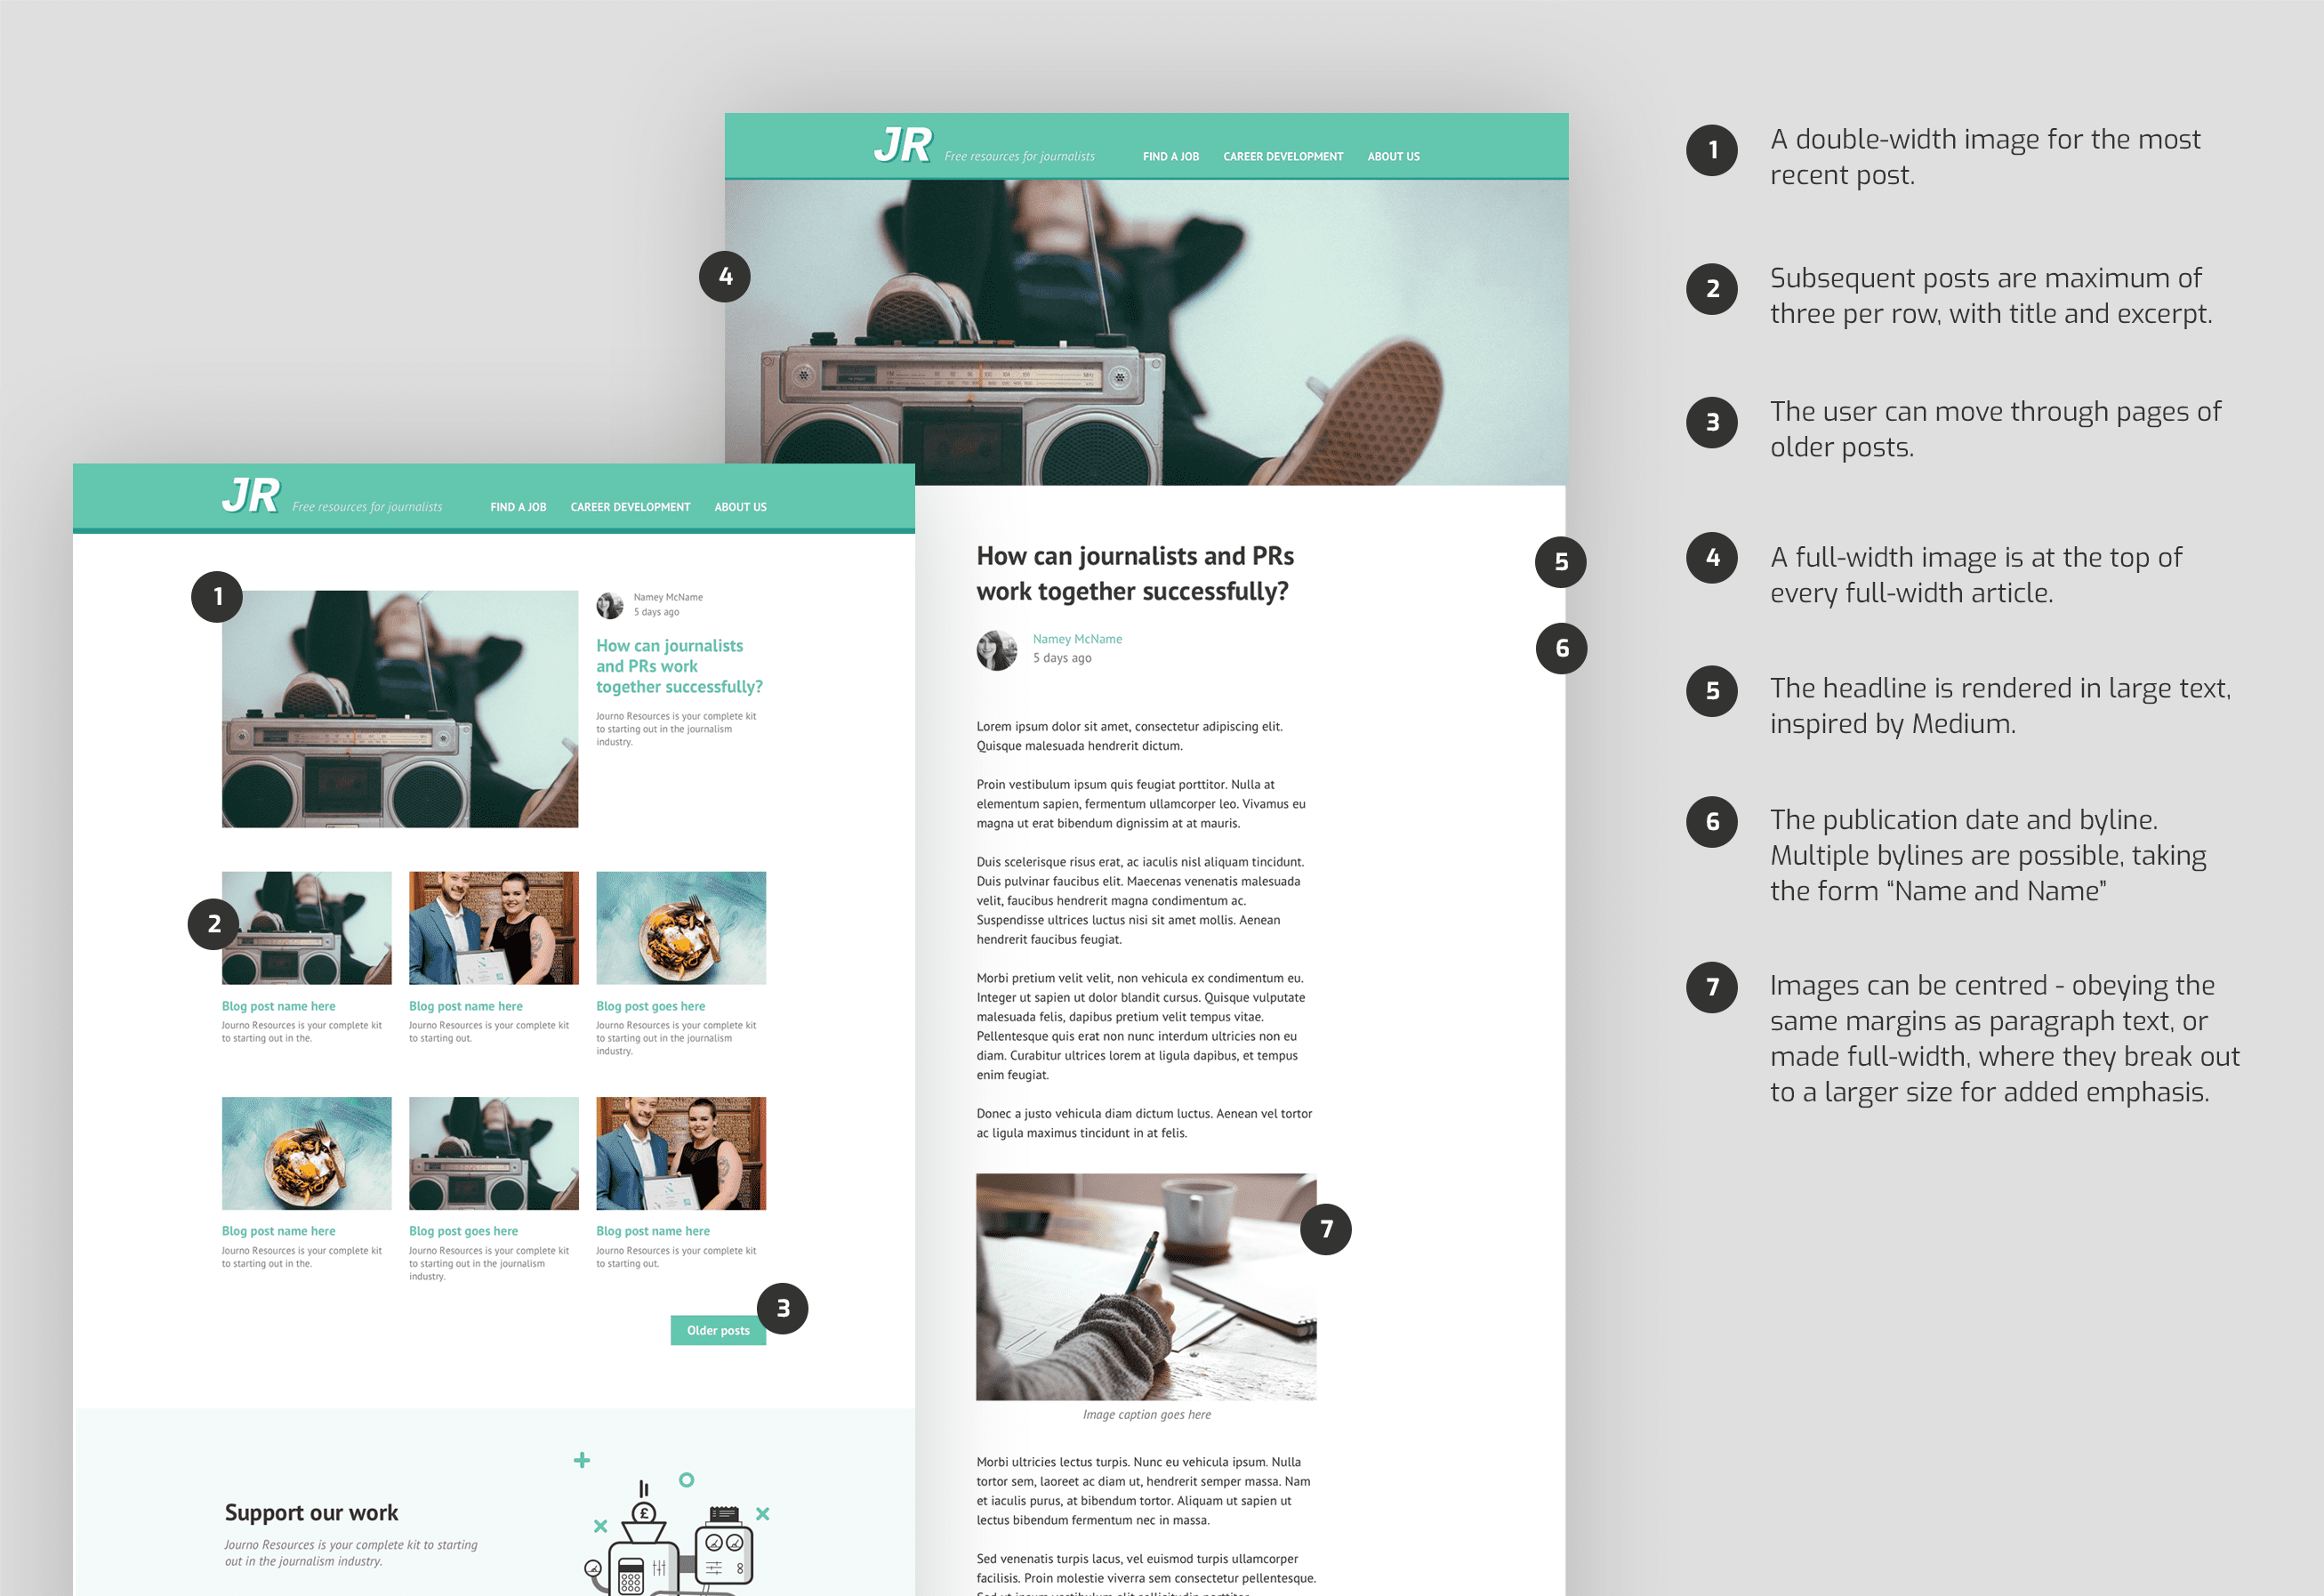 JR
Free resources for journalists
FIND A JOB
CAREER DEVELOPMENT
ABOUT US
4
JR
Free resources for journalists
FIND A JOB
CAREER DEVELOPMENT
ABOUT US
1
Namey McName
5 days ago
How can journalists
and PRs work
together successfully?
Journo Resources is your complete kit
to starting out in the journalism
industry.
2
Blog post name here
Journo Resources is your complete kit
to starting out in the.
Blog post name here
Journo Resources is your complete kit
to starting out.
Blog post goes here
Journo Resources is your complete kit
to starting out in the journalism
industry.
Blog post name here
Journo Resources is your complete kit
to starting out in the.
Blog post goes here
Journo Resources is your complete kit
to starting out in the journalism
industry.
Blog post name here
Journo Resources is your complete kit
to starting out.
3
Older posts
Support our work
Journo Resources is your complete kit to starting
out in the journalism industry.
£
How can journalists and PRs
work together successfully?
5
Namey McName
5 days ago
6
Lorem ipsum dolor sit amet, consectetur adipiscing elit.
Quisque malesuada hendrerit dictum.
Proin vestibulum ipsum quis feugiat porttitor. Nulla at
elementum sapien, fermentum ullamcorper leo. Vivamus eu
magna ut erat bibendum dignissim at at mauris.
Duis scelerisque risus erat, ac iaculis nisl aliquam tincidunt.
Duis pulvinar faucibus elit. Maecenas venenatis malesuada
velit, faucibus hendrerit magna condimentum ac.
Suspendisse ultrices luctus nisi sit amet mollis. Aenean
hendrerit faucibus feugiat.
Morbi pretium velit velit, non vehicula ex condimentum eu.
Integer ut sapien ut dolor blandit cursus. Quisque vulputate
malesuada felis, dapibus pretium velit tempus vitae.
Pellentesque quis erat non nunc interdum ultricies non eu
diam. Curabitur ultrices lorem at ligula dapibus, et tempus
enim feugiat.
Donec a justo vehicula diam dictum luctus. Aenean vel tortor
ac ligula maximus tincidunt in at felis.
7
Image caption goes here
Morbi ultricies lectus turpis. Nunc eu vehicula ipsum. Nulla
tortor sem, laoreet ac diam ut, hendrerit semper massa. Nam
et iaculis purus, at bibendum tortor. Aliquam ut sapien ut
lectus bibendum fermentum nec in massa.
Sed venenatis turpis lacus, vel euismod turpis ullamcorper
facilisis. Proin molestie viverra sem consectetur pellentesque.
1
A double-width image for the most
recent post.
2
Subsequent posts are maximum of
three per row, with title and excerpt.
3
The user can move through pages of
older posts.
4
A full-width image is at the top of
every full-width article.
5
The headline is rendered in large text,
inspired by Medium.
6
The publication date and byline.
Multiple bylines are possible, taking
the form “Name and Name”
7
Images can be centred - obeying the
same margins as paragraph text, or
made full-width, where they break out
to a larger size for added emphasis.